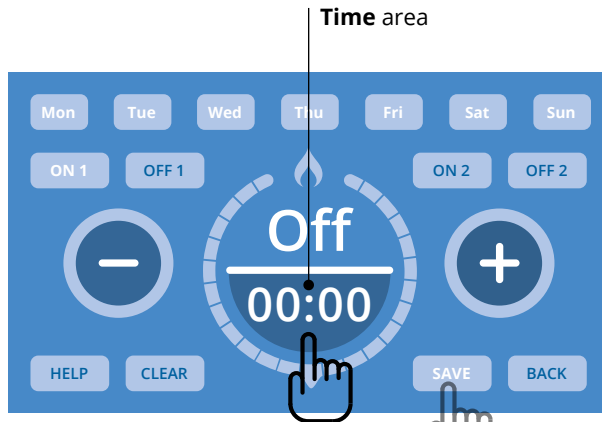 Time area
Mon Tue Wed Thu Fri Sat Sun
ON 1 OFF 1 ON 2 OFF 2
Off
00:00
HELP CLEAR SAVE BACK